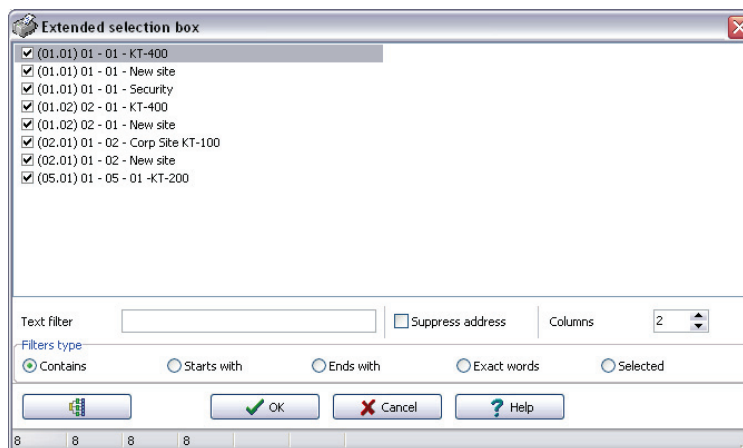 Extended selection box
(01.01) 01 - 01 - KT-400
(01.01) 01 - 01 - New site
(01.01) 01 - 01 - Security
(01.02) 02 - 01 - KT-400
(01.02) 02 - 01 - New site
(02.01) 01 - 02 - Corp Site KT-100
(02.01) 01 - 02 - New site
(05.01) 01 - 05 - 01 -KT-200
Text filter Suppress address Columns 2
Filters type
Contains Starts with Ends with Exact words Selected
OK Cancel ? Help
8 8 8 8